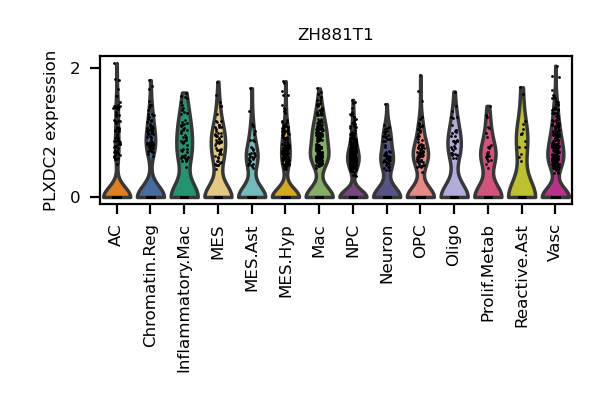 ZH881T1
PLXDC2 expression
2
0
AC
Chromatin.Reg
Inflammatory.Mac
MES
MES.Ast
MES.Hyp
Mac
NPC
Neuron
OPC
Oligo
Prolif.Metab
Reactive.Ast
Vasc